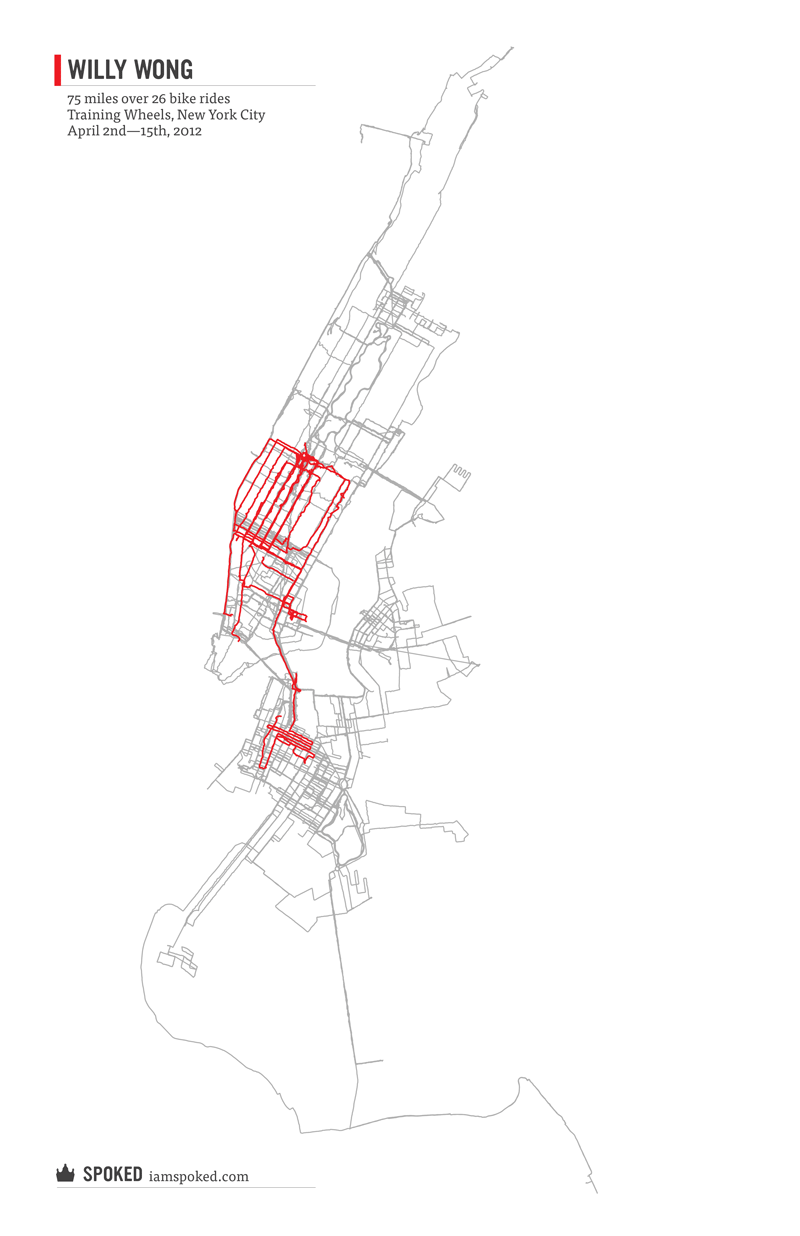 WILLY WONG
75 miles over 26 bike rides
Training Wheels, New York City
April 2nd—15th, 2012
SPOKED iamspoked.com